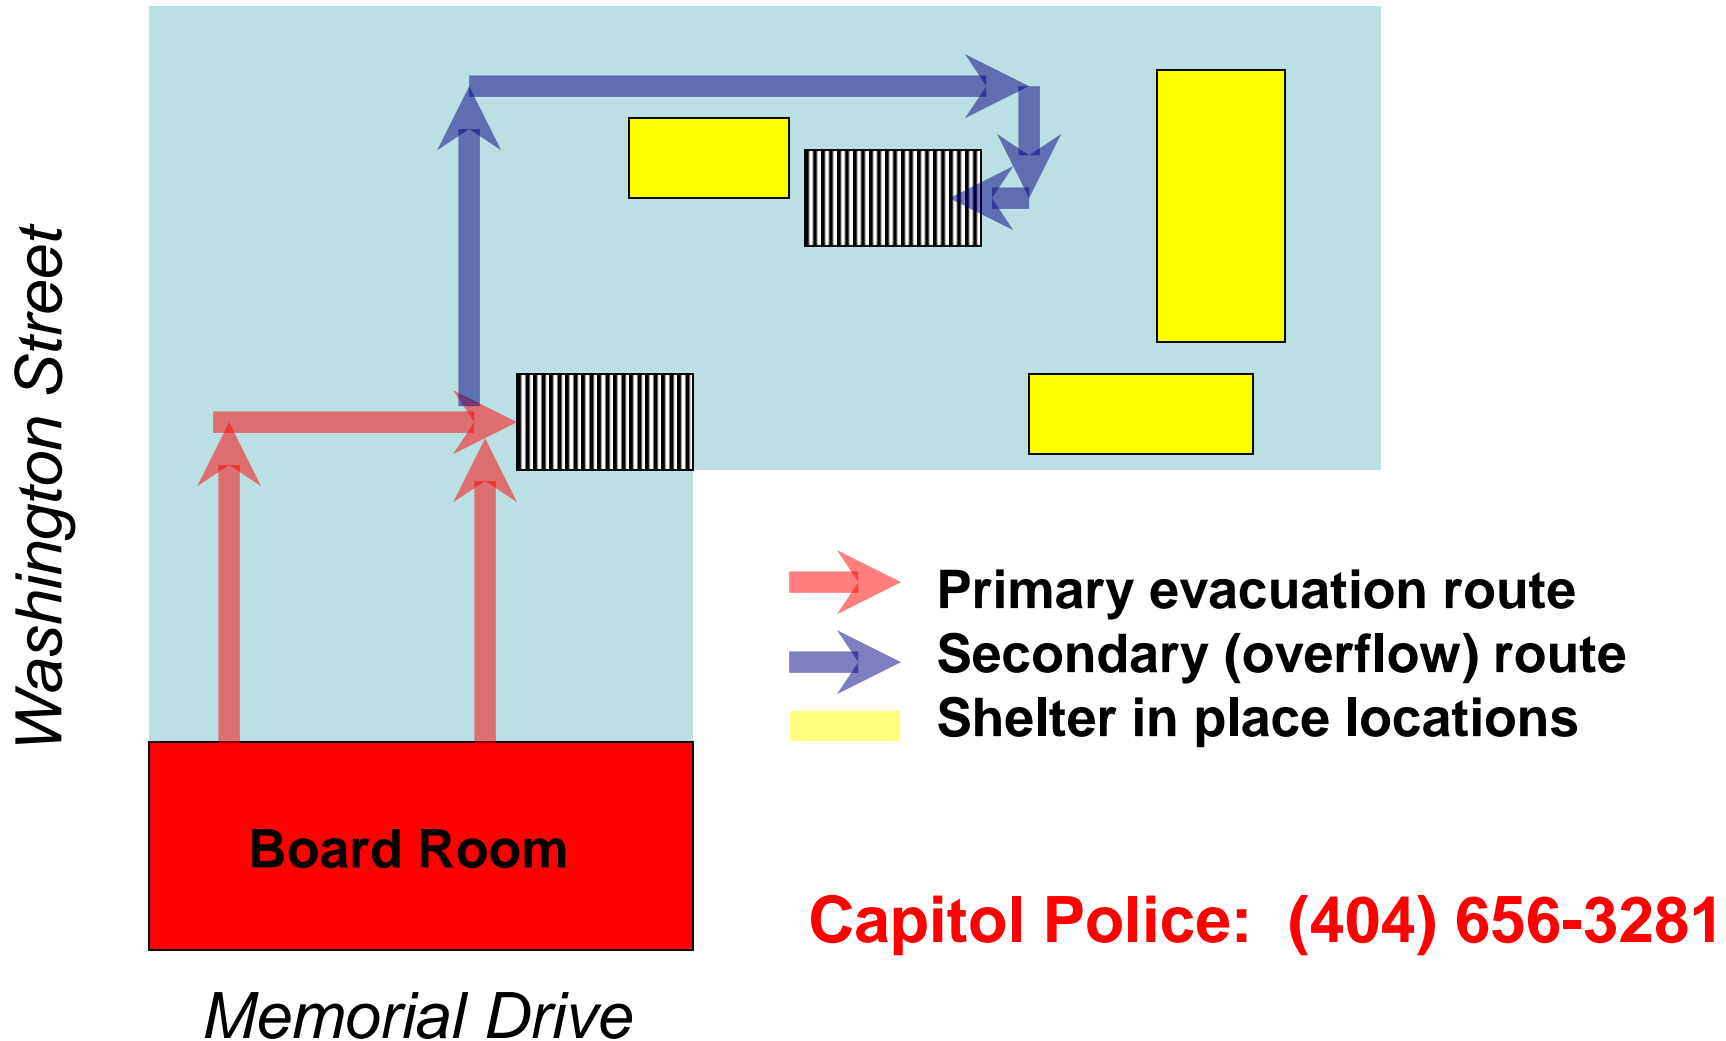 Washington Street
Primary evacuation route
Secondary (overflow) route
Shelter in place locations
Board Room
Capitol Police: (404) 656-3281
Memorial Drive